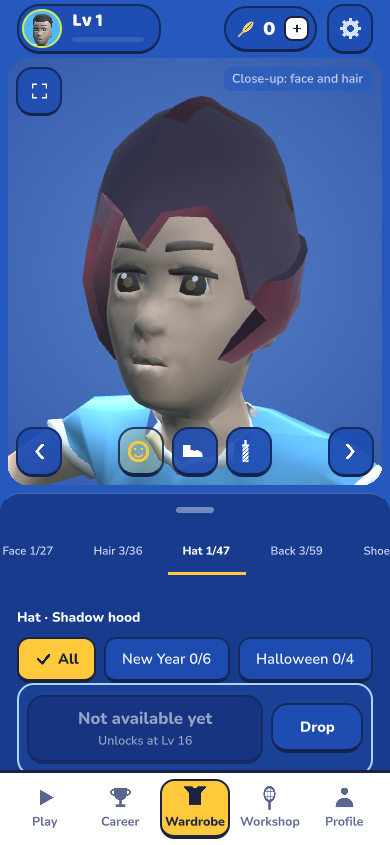 Lv 1
0
+
Close-up: face and hair
Face 1/27
Hair 3/36
Hat 1/47
Back 3/59
Shoe
Hat · Shadow hood
All
New Year 0/6
Halloween 0/4
Not available yet
Unlocks at Lv 16
Drop
Play
Career
Wardrobe
Workshop
Profile